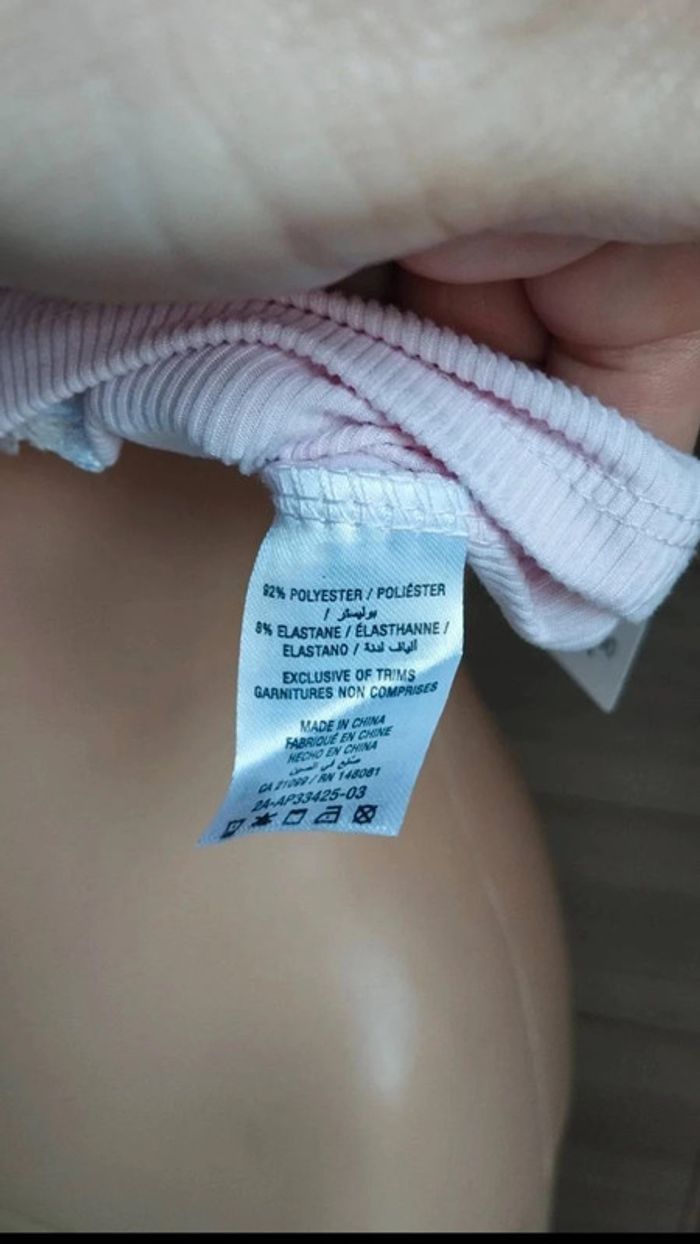 92% POLYESTER / POLIÉSTER
/ بوليستر
8% ELASTANE / ÉLASTHANNE /
ELASTANO / ألياف لدنة
EXCLUSIVE OF TRIMS
GARNITURES NON COMPRISES
MADE IN CHINA
FABRIQUÉ EN CHINE
HECHO EN CHINA
صنع في الصين
CA 21099 / RN 148081
2A-AP33425-03